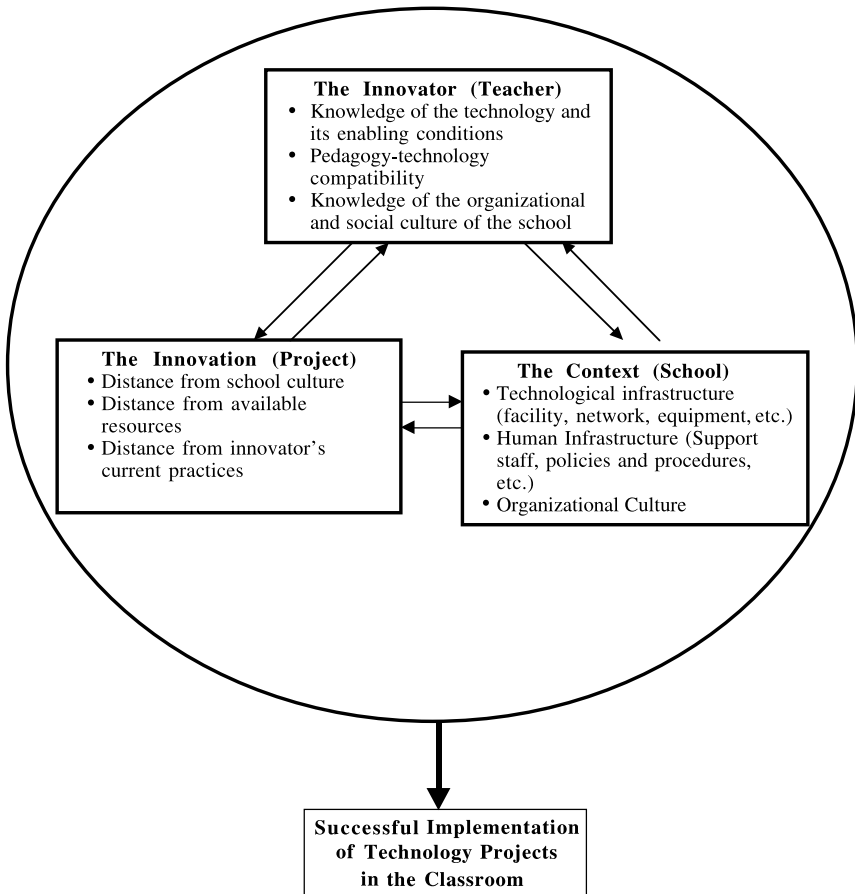 The Innovator (Teacher)
• Knowledge of the technology and
its enabling conditions
• Pedagogy-technology
compatibility
• Knowledge of the organizational
and social culture of the school
The Innovation (Project)
• Distance from school culture
• Distance from available
resources
• Distance from innovator's
current practices
The Context (School)
• Technological infrastructure
(facility, network, equipment, etc.)
• Human Infrastructure (Support
staff, policies and procedures,
etc.)
• Organizational Culture
Successful Implementation
of Technology Projects
in the Classroom